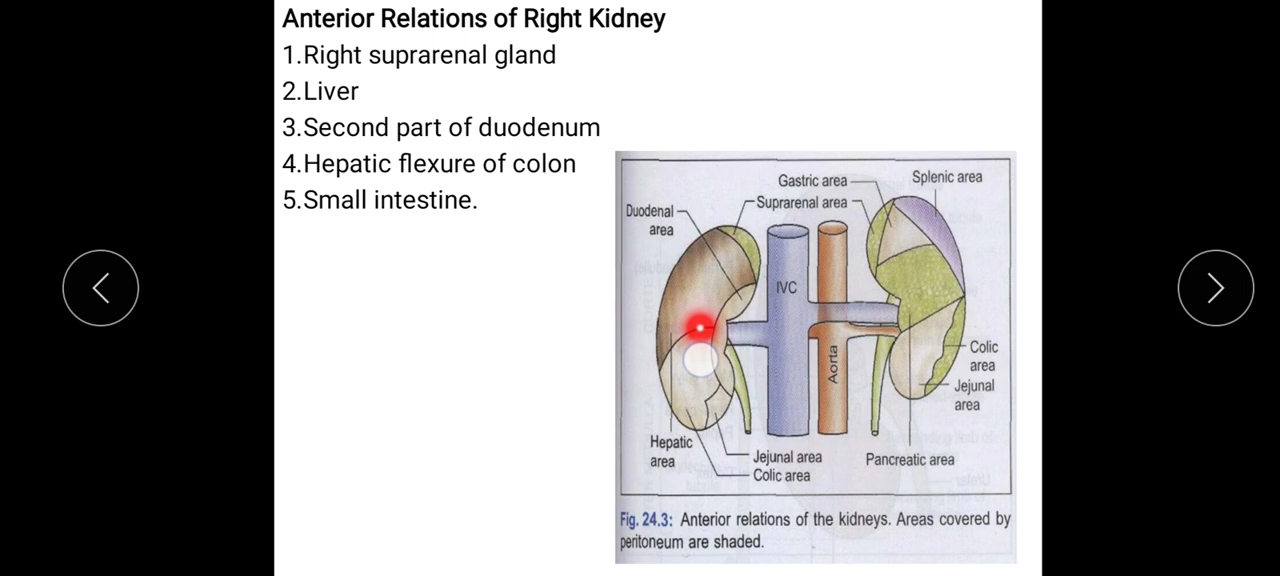 Anterior Relations of Right Kidney
1.Right suprarenal gland
2.Liver
3.Second part of duodenum
4.Hepatic flexure of colon
5.Small intestine.
Gastric area
Splenic area
Suprarenal area
Duodenal
area
IVC
Aorta
Colic
area
Jejunal
area
Hepatic
area
Jejunal area
Colic area
Pancreatic area
Fig. 24.3: Anterior relations of the kidneys. Areas covered by
peritoneum are shaded.